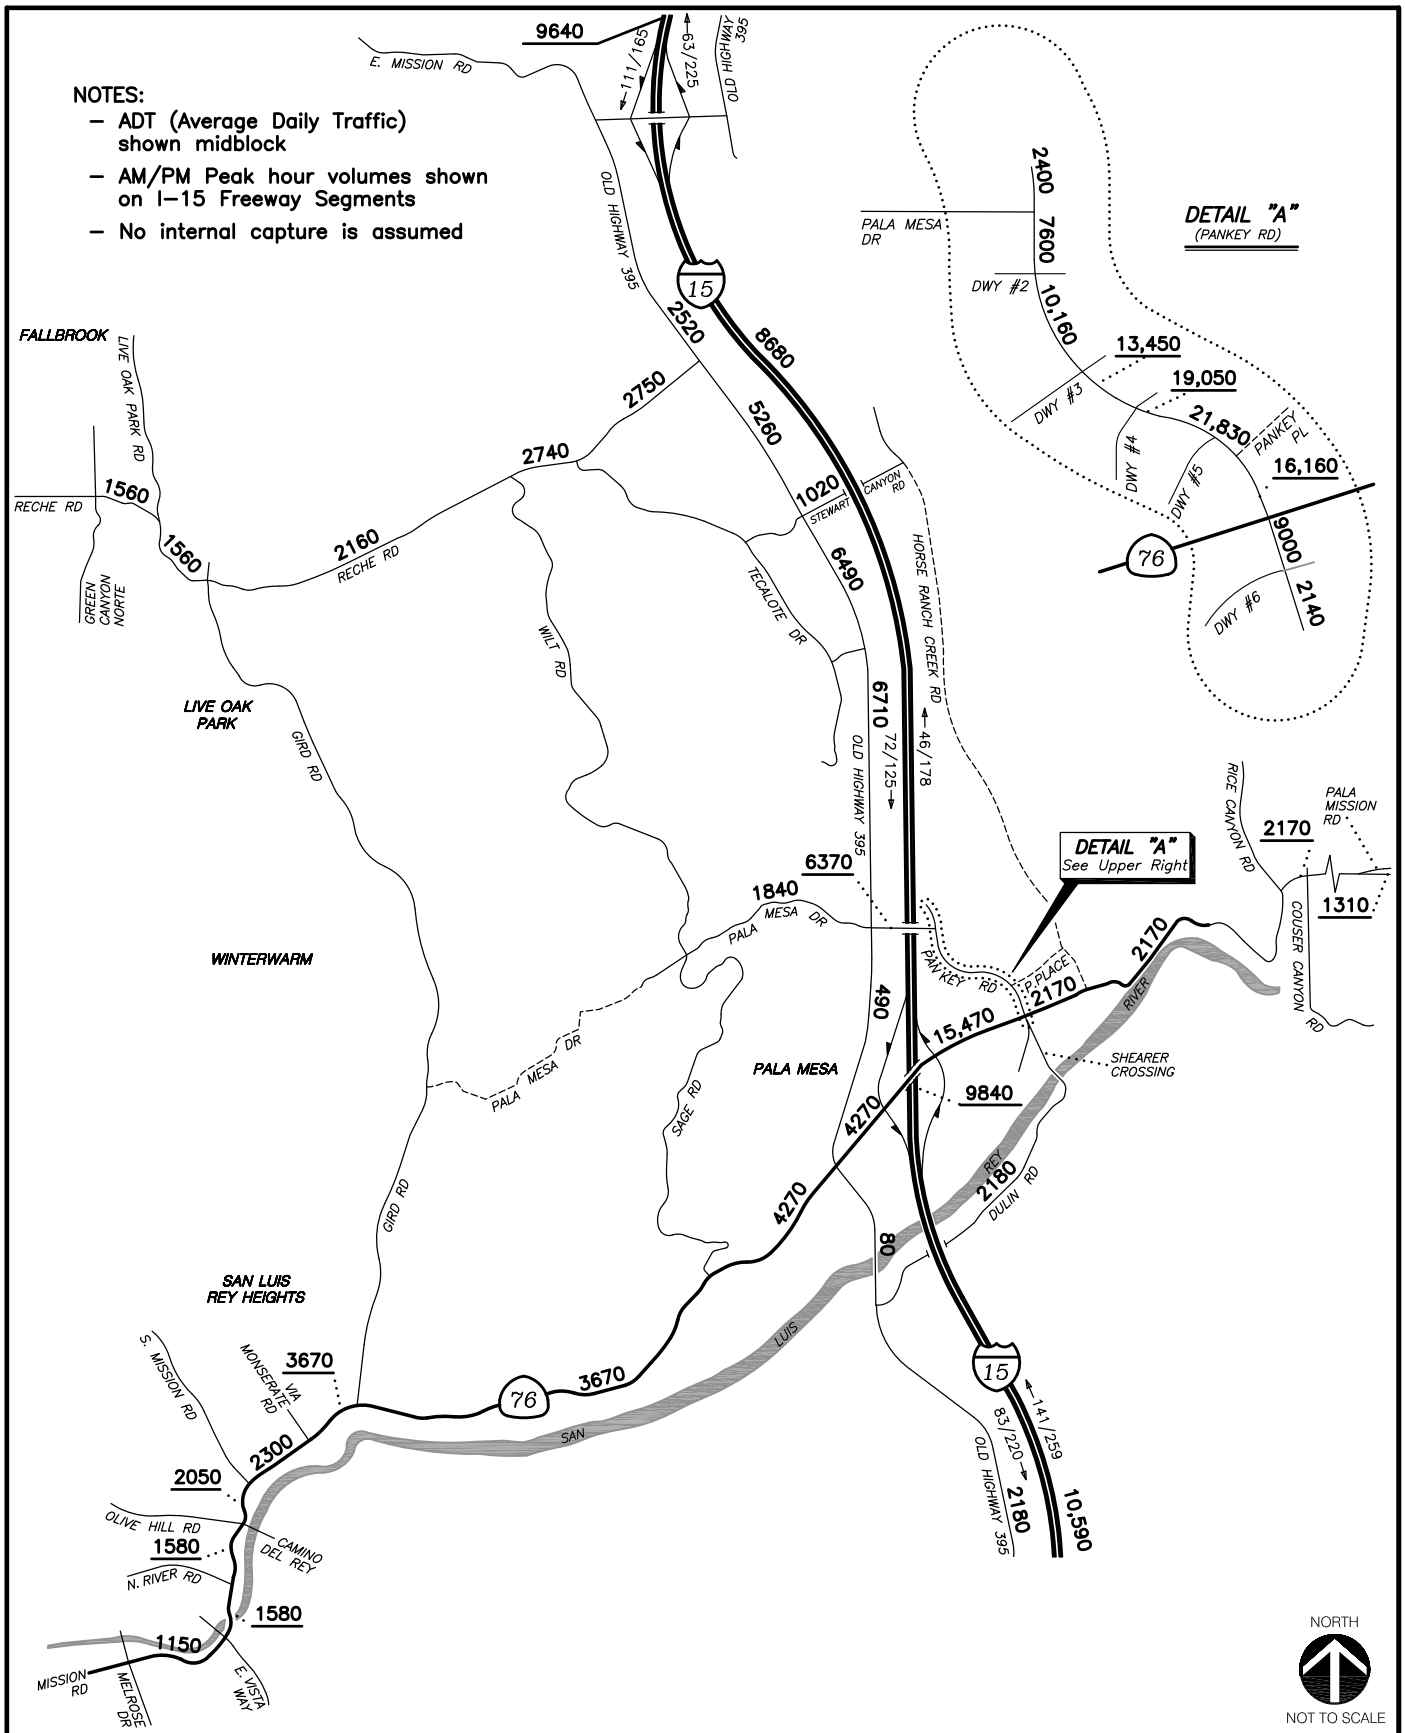 9640
111/165
63/225
OLD HIGHWAY
395
E. MISSION RD
NOTES:
– ADT (Average Daily Traffic)
shown midblock
– AM/PM Peak hour volumes shown
on I–15 Freeway Segments
– No internal capture is assumed
OLD HIGHWAY 395
15
DETAIL "A"
(PANKEY RD)
2400
PALA MESA
DR
7600
DWY #2
10,160
13,450
DWY #3
19,050
DWY #4
21,830
PANKEY
PL
DWY #5
16,160
76
9000
DWY #6
2140
FALLBROOK
LIVE OAK PARK RD
2520
8680
2750
5260
2740
1020
STEWART
CANYON
RD
RECHE RD
1560
1560
2160
RECHE RD
GREEN
CANYON
NORTE
6490
TECALOTE DR
HORSE RANCH CREEK RD
WILT RD
LIVE OAK
PARK
GIRD RD
6710
72/125
46/178
OLD HIGHWAY 395
RICE CANYON RD
PALA
MISSION
RD
2170
DETAIL "A"
See Upper Right
6370
1840
PALA MESA DR
1310
COUSER CANYON RD
WINTERWARM
2170
PANKEY RD
P.PLACE
2170
490
15,470
RIVER
PALA MESA DR
SAGE RD
PALA MESA
SHEARER
CROSSING
9840
4270
REY
2180
DULIN RD
GIRD RD
4270
80
SAN LUIS
REY HEIGHTS
LUIS
S. MISSION RD
MONSERATE
VIA
RD
3670
76
3670
15
SAN
141/259
83/220
OLD HIGHWAY 395
2180
10,590
2300
2050
OLIVE HILL RD
CAMINO
DEL REY
1580
N. RIVER RD
1580
1150
MISSION
RD
MELROSE
DR
E. VISTA
WAY
NORTH
NOT TO SCALE